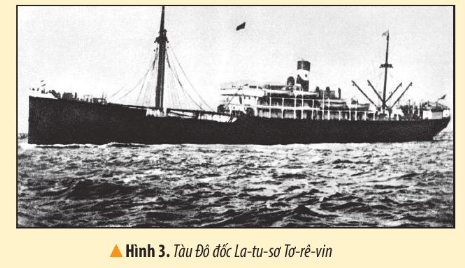 ▲ Hình 3. Tàu Đô đốc La-tu-sơ Tơ-rê-vin